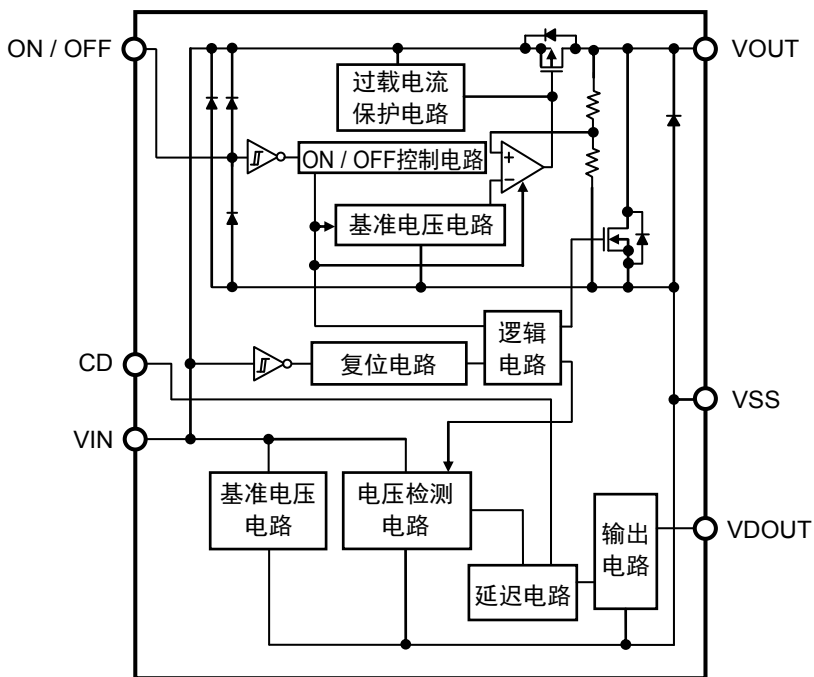 ON / OFF
VOUT
过载电流
保护电路
ON / OFF控制电路
+
−
基准电压电路
逻辑
电路
CD
复位电路
VSS
VIN
基准电压
电路
电压检测
电路
输出
电路
VDOUT
延迟电路